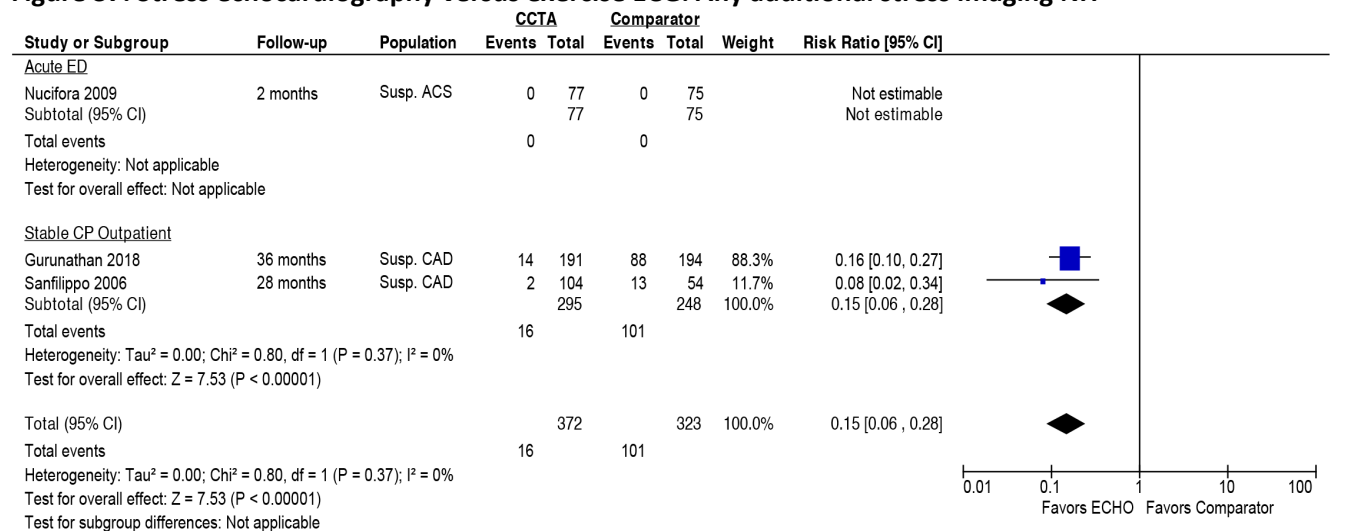 CCTA Comparator
Study or Subgroup Follow-up Population Events Total Events Total Weight Risk Ratio [95% CI]
Acute ED
Nucifora 2009 2 months Susp. ACS 0 77 0 75 Not estimable
Subtotal (95% CI) 77 75 Not estimable
Total events 0 0
Heterogeneity: Not applicable
Test for overall effect: Not applicable
Stable CP Outpatient
Gurunathan 2018 36 months Susp. CAD 14 191 88 194 88.3% 0.16 [0.10, 0.27]
Sanfilippo 2006 28 months Susp. CAD 2 104 13 54 11.7% 0.08 [0.02, 0.34]
Subtotal (95% CI) 295 248 100.0% 0.15 [0.06 , 0.28]
Total events 16 101
Heterogeneity: Tau² = 0.00; Chi² = 0.80, df = 1 (P = 0.37); I² = 0%
Test for overall effect: Z = 7.53 (P < 0.00001)
Total (95% CI) 372 323 100.0% 0.15 [0.06 , 0.28]
Total events 16 101
Heterogeneity: Tau² = 0.00; Chi² = 0.80, df = 1 (P = 0.37); I² = 0%
Test for overall effect: Z = 7.53 (P < 0.00001)
Test for subgroup differences: Not applicable
0.01 0.1 1 10 100
Favors ECHO Favors Comparator